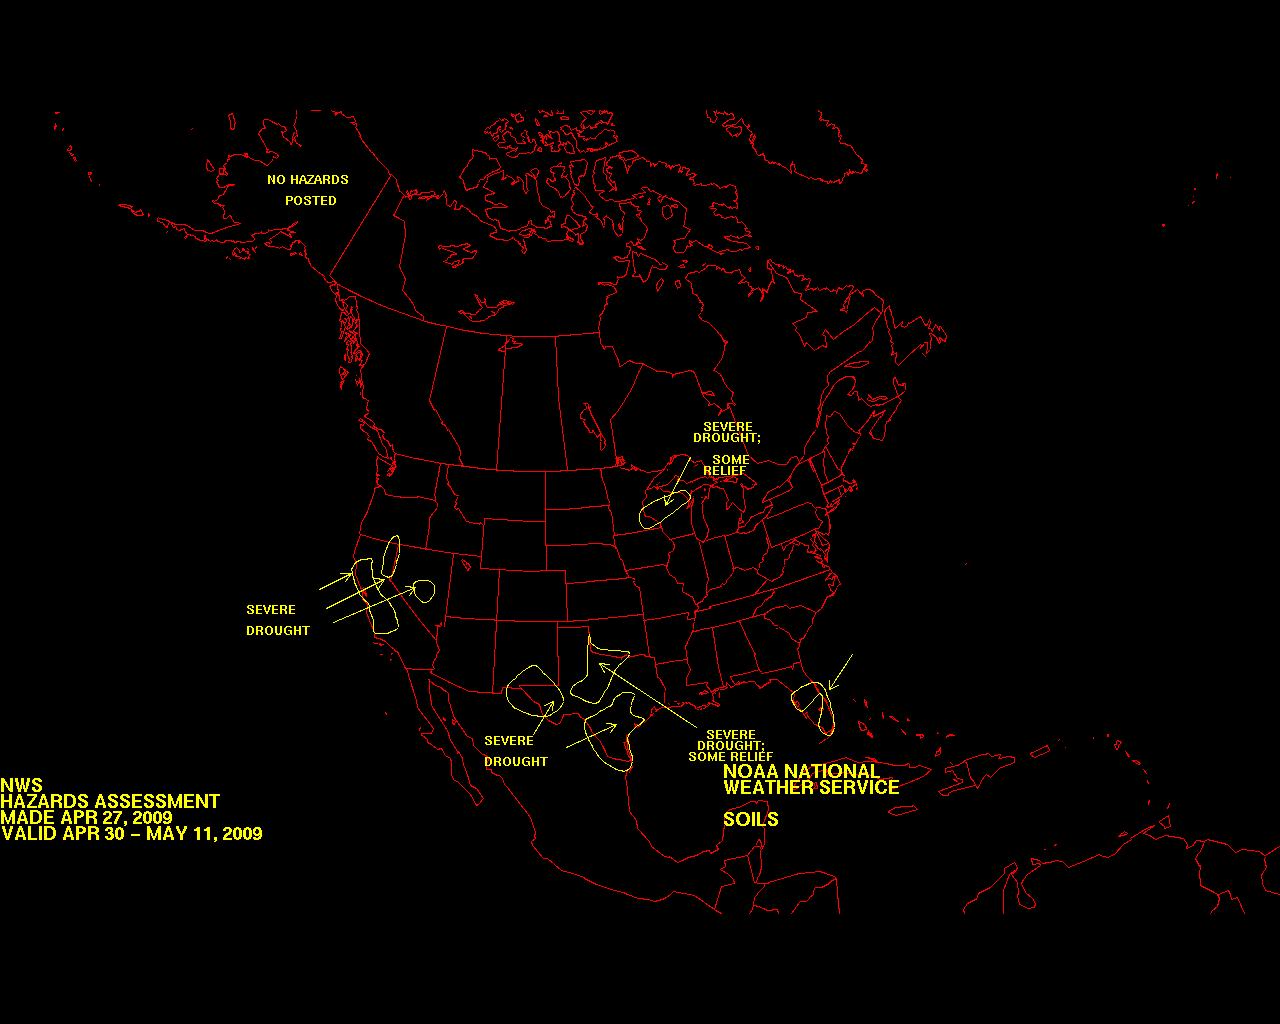 NO HAZARDS
POSTED
SEVERE
DROUGHT;
SOME
RELIEF
SEVERE
DROUGHT
SEVERE
DROUGHT
SEVERE
DROUGHT;
SOME RELIEF
NOAA NATIONAL
WEATHER SERVICE
SOILS
NWS
HAZARDS ASSESSMENT
MADE APR 27, 2009
VALID APR 30 - MAY 11, 2009